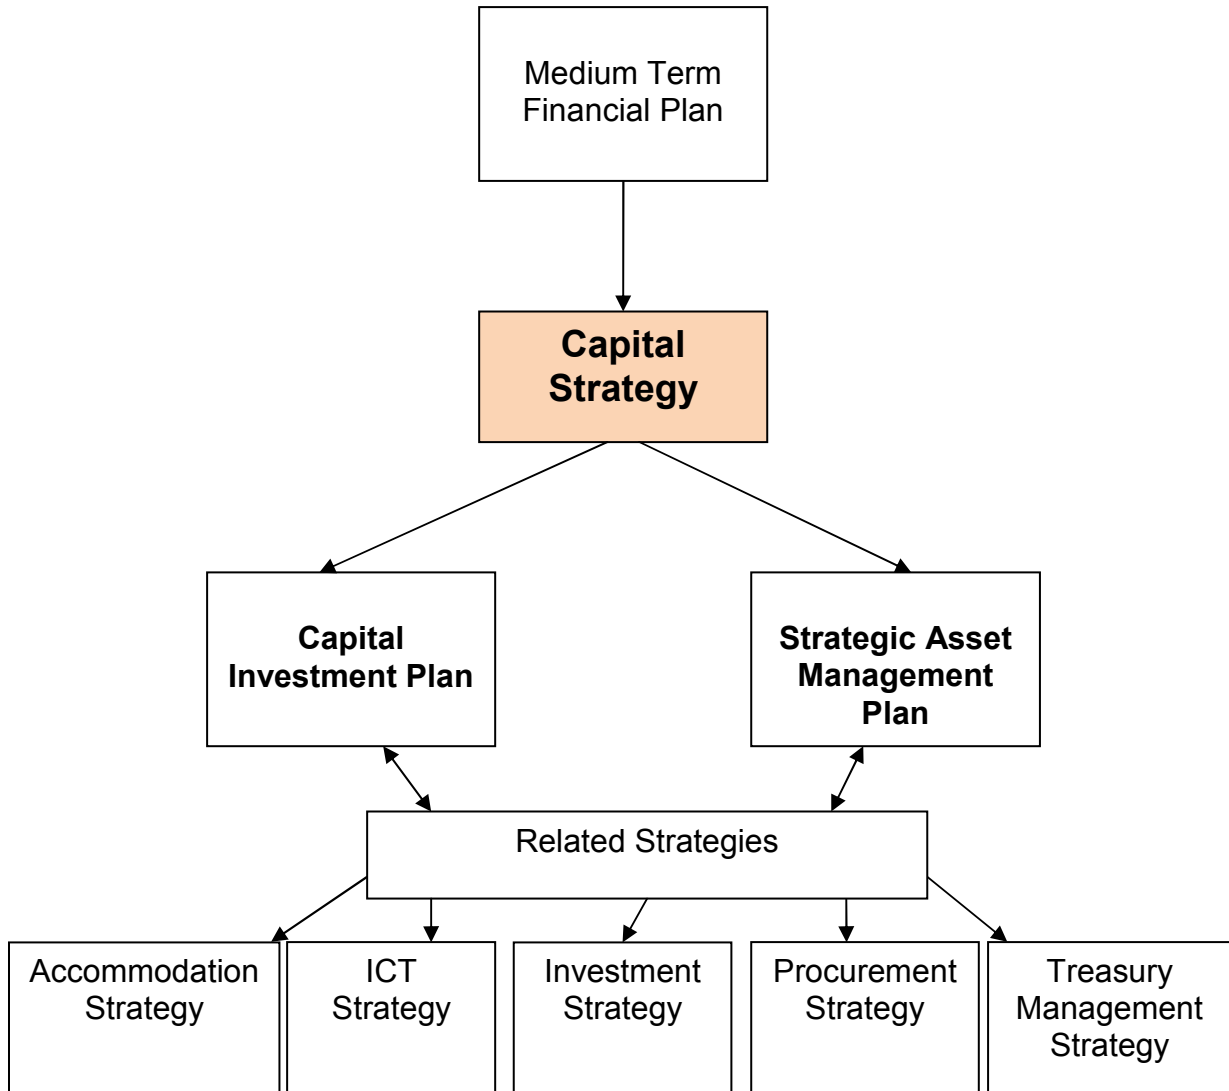 Medium Term
Financial Plan
Capital
Strategy
Capital
Investment Plan
Strategic Asset
Management
Plan
Related Strategies
Accommodation
Strategy
ICT
Strategy
Investment
Strategy
Procurement
Strategy
Treasury
Management
Strategy